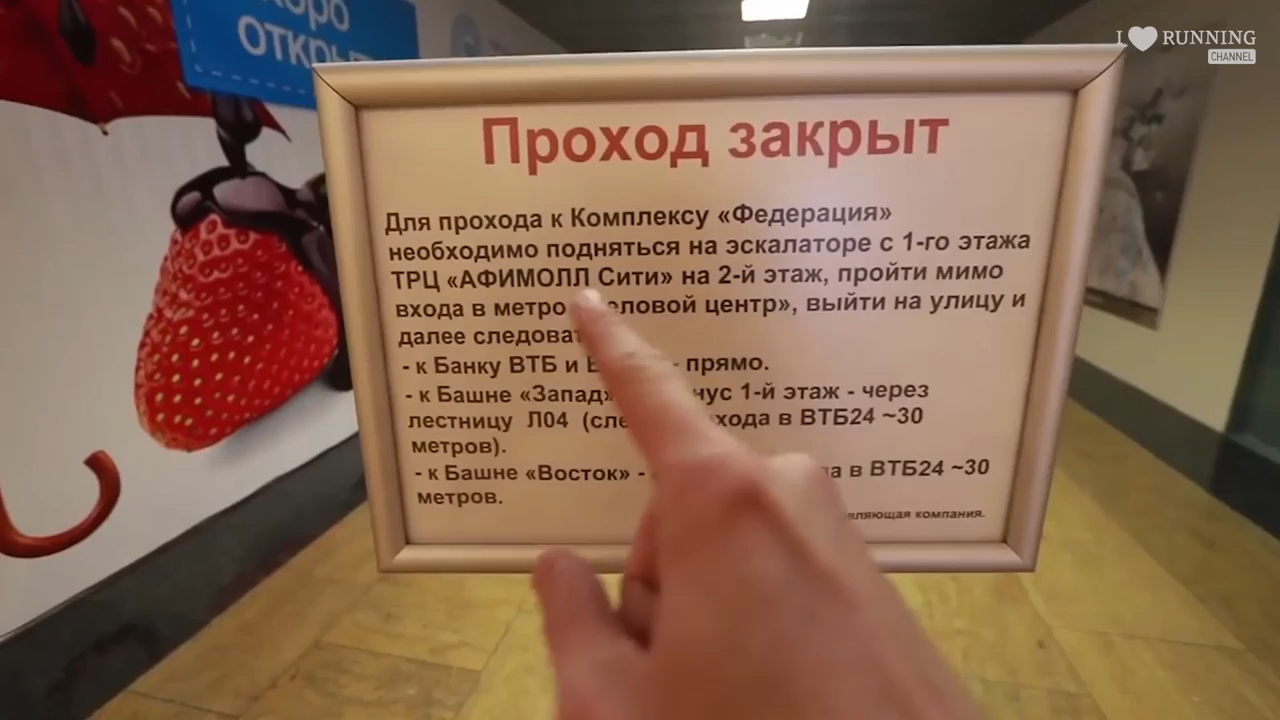 I RUNNING
CHANNEL
Проход закрыт
Для прохода к Комплексу «Федерация»
необходимо подняться на эскалаторе с 1-го этажа
ТРЦ «АФИМОЛЛ Сити» на 2-й этаж, пройти мимо
входа в метро еловой центр», выйти на улицу и
далее следоват
- к Банку ВТБ и - прямо.
- к Башне «Запад» 1-й этаж - через
лестницу Л04 (сле хода в ВТБ24 ~30
метров).
- к Башне «Восток» - в ВТБ24 ~30
метров.
вляющая компания.